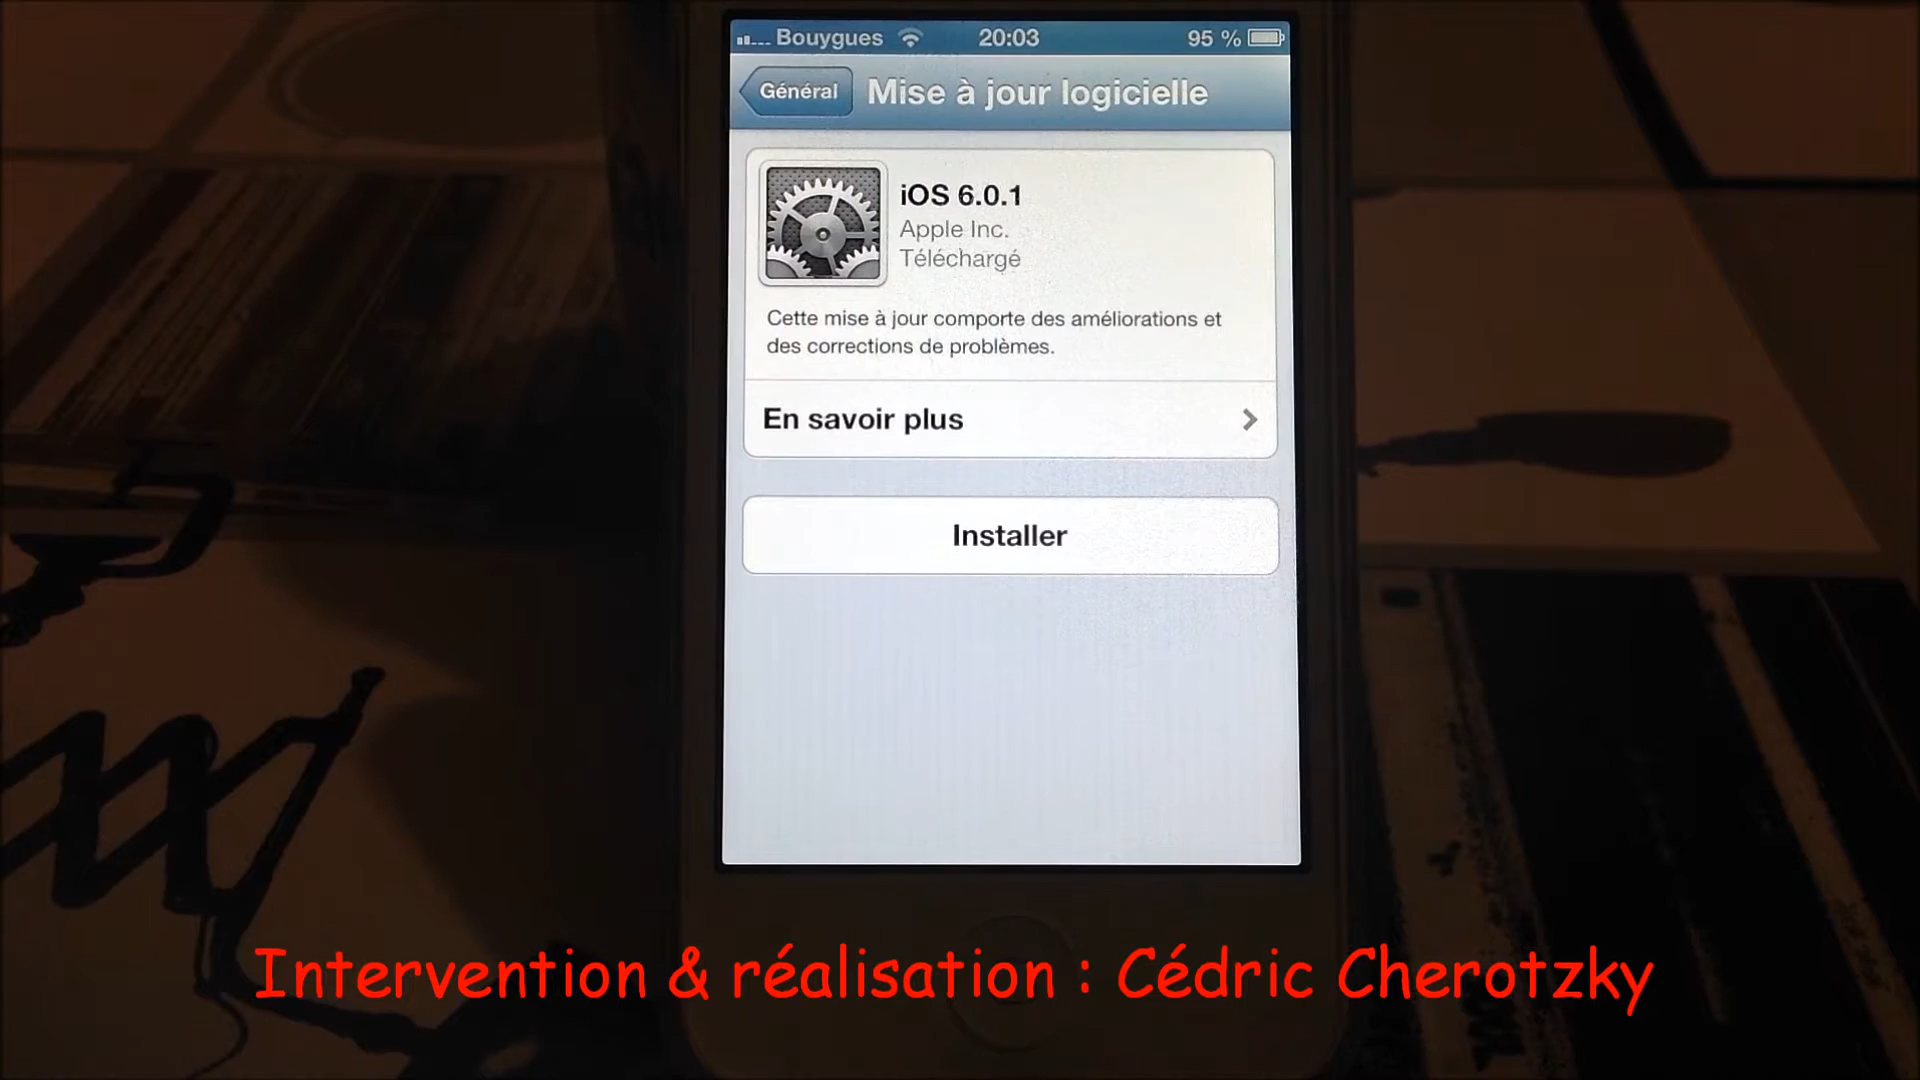 Bouygues 20:03 95 %
Général Mise à jour logicielle
iOS 6.0.1
Apple Inc.
Téléchargé
Cette mise à jour comporte des améliorations et
des corrections de problèmes.
En savoir plus
Installer
Intervention & réalisation : Cédric Cherotzky